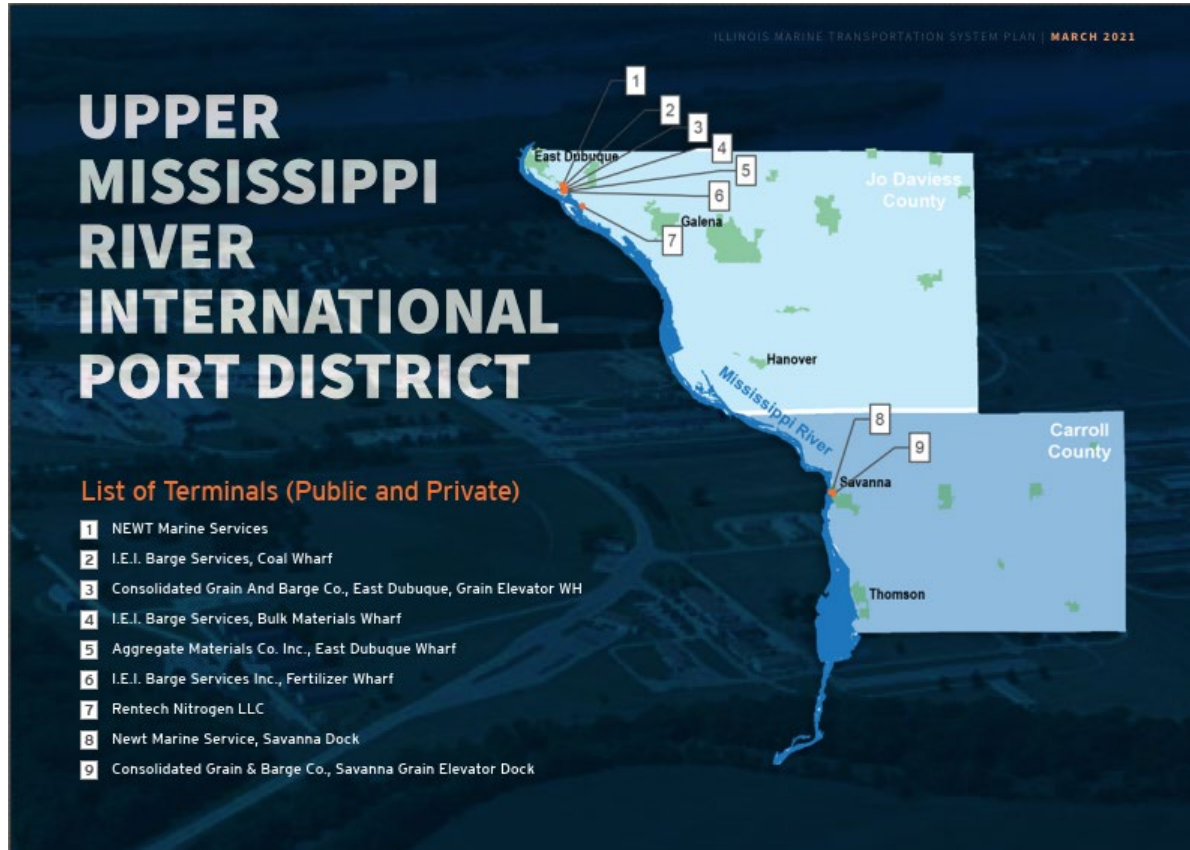 ILLINOIS MARINE TRANSPORTATION SYSTEM PLAN | MARCH 2021
UPPER
MISSISSIPPI
RIVER
INTERNATIONAL
PORT DISTRICT
1
2
3
4
5
6
7
East Dubuque
Jo Daviess
County
Galena
Hanover
Mississippi River
8
9
Carroll
County
Savanna
Thomson
List of Terminals (Public and Private)
1 NEWT Marine Services
2 I.E.I. Barge Services, Coal Wharf
3 Consolidated Grain And Barge Co., East Dubuque, Grain Elevator WH
4 I.E.I. Barge Services, Bulk Materials Wharf
5 Aggregate Materials Co. Inc., East Dubuque Wharf
6 I.E.I. Barge Services Inc., Fertilizer Wharf
7 Rentech Nitrogen LLC
8 Newt Marine Service, Savanna Dock
9 Consolidated Grain & Barge Co., Savanna Grain Elevator Dock